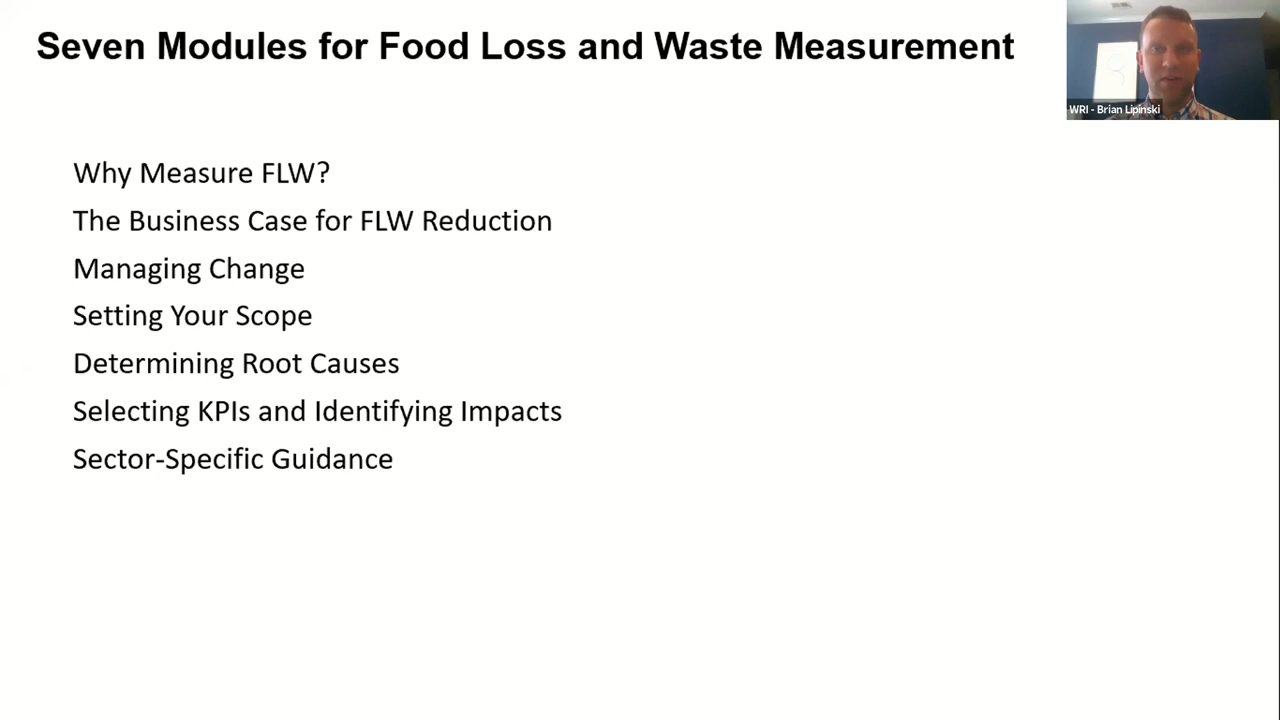 Seven Modules for Food Loss and Waste Measurement
WRI - Brian Lipinski
Why Measure FLW?
The Business Case for FLW Reduction
Managing Change
Setting Your Scope
Determining Root Causes
Selecting KPIs and Identifying Impacts
Sector-Specific Guidance